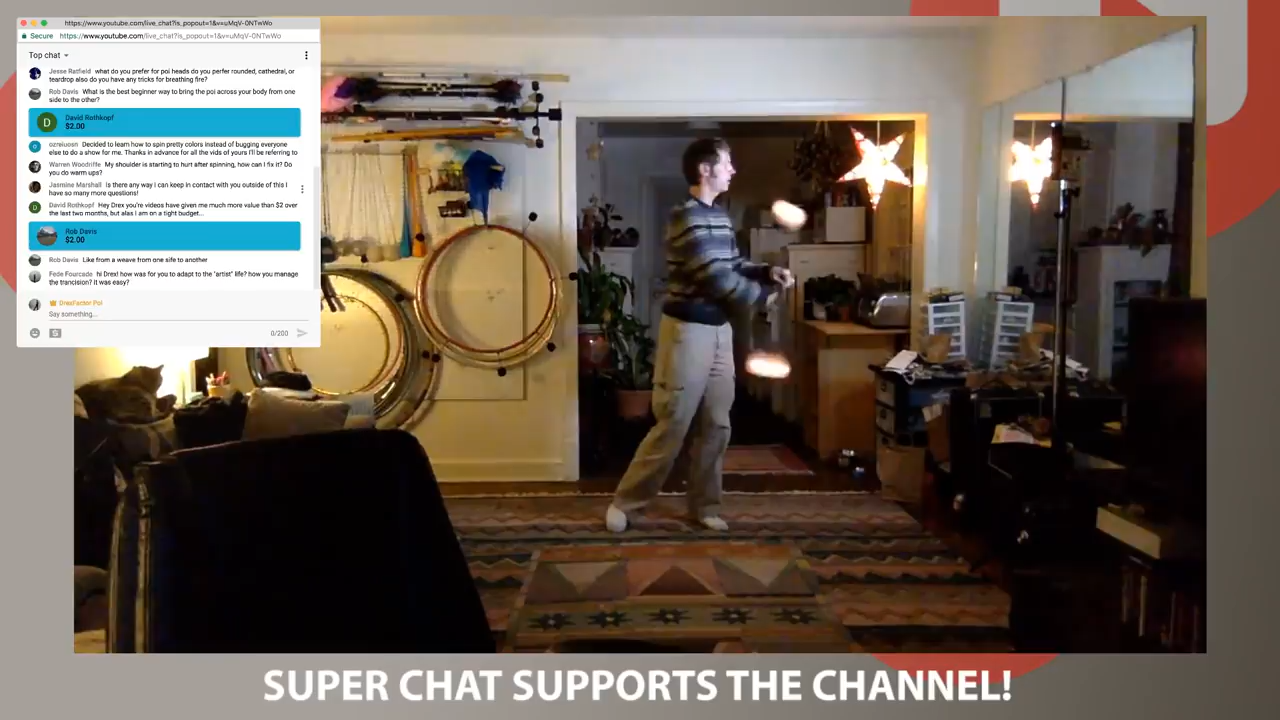 https://www.youtube.com/live_chat?is_popout=1&v=uMqV-0NTwWo
Secure https://www.youtube.com/live_chat?is_popout=1&v=uMqV-0NTwWo
Top chat
Jesse Ratfield what do you prefer for poi heads do you perfer rounded, cathedral, or
teardrop also do you have any tricks for breathing fire?
Rob Davis What is the best beginner way to bring the poi across your body from one
side to the other?
D David Rothkopf
$2.00
ozreiuosn Decided to learn how to spin pretty colors instead of bugging everyone
else to do a show for me. Thanks in advance for all the vids of yours I'll be referring to
Warren Woodriffe My shoulder is starting to hurt after spinning, how can I fix it? Do
you do warm ups?
Jasmine Marshall Is there any way I can keep in contact with you outside of this I
have so many more questions!
D David Rothkopf Hey Drex you're videos have given me much more value than $2 over
the last two months, but alas I am on a tight budget...
Rob Davis
$2.00
Rob Davis Like from a weave from one sife to another
Fede Fourcade hi Drex! how was for you to adapt to the 'artist' life? how you manage
the trancision? it was easy?
DrexFactor Poi
Say something...
0/200
SUPER CHAT SUPPORTS THE CHANNEL!